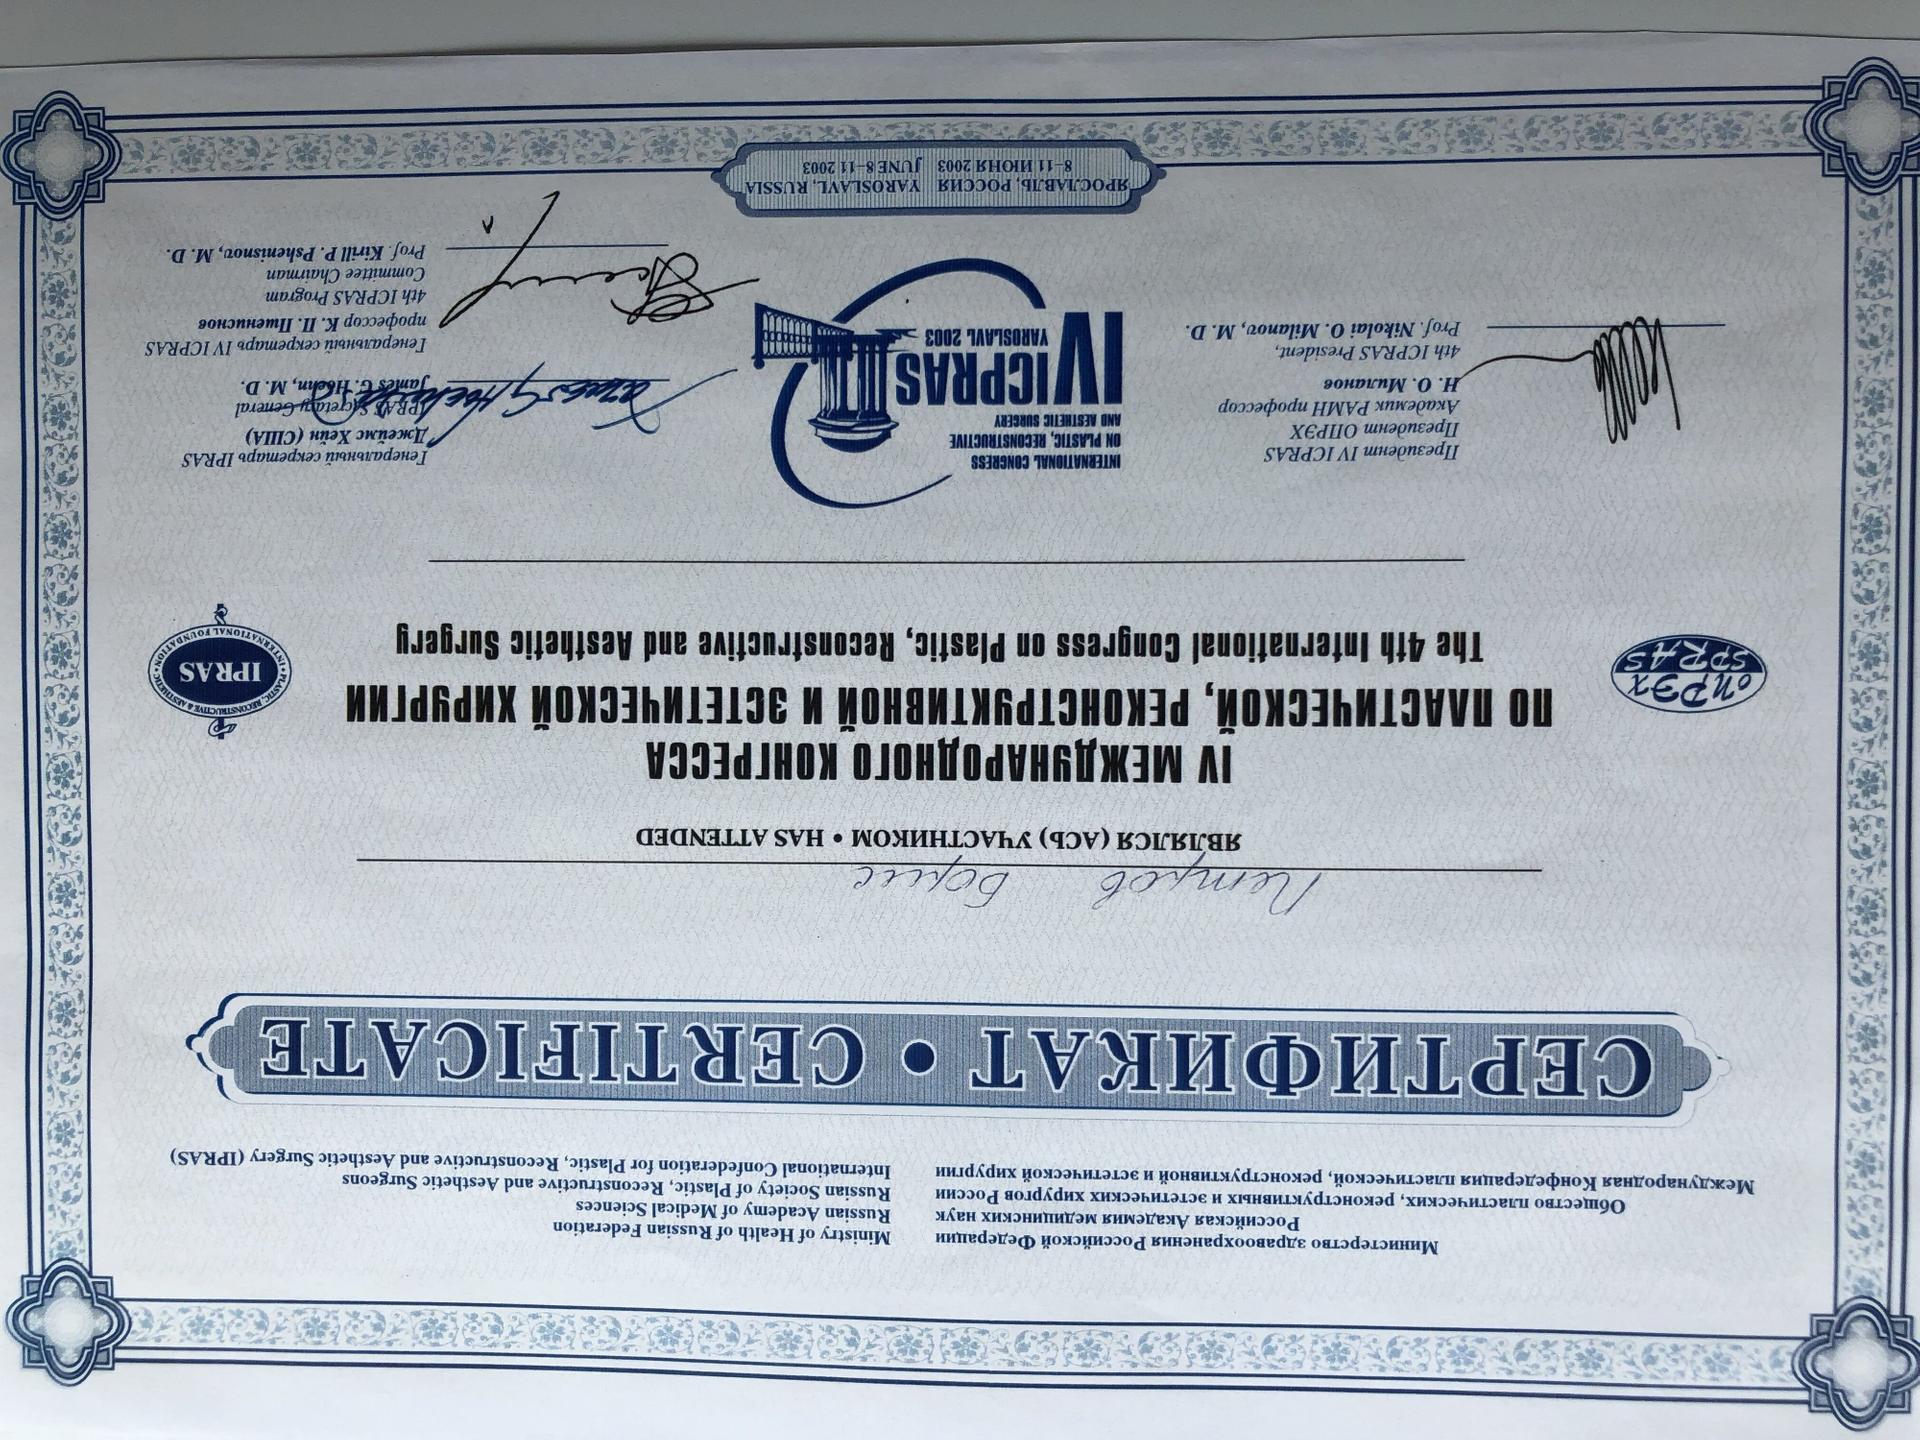 Министерство здравоохранения Российской Федерации
Российская Академия медицинских наук
Общество пластических, реконструктивных и эстетических хирургов России
Международная Конфедерация пластической, реконструктивной и эстетической хирургии
Ministry of Health of Russian Federation
Russian Academy of Medical Sciences
Russian Society of Plastic, Reconstructive and Aesthetic Surgeons
International Confederation for Plastic, Reconstructive and Aesthetic Surgery (IPRAS)
СЕРТИФИКАТ • CERTIFICATE
Петров Борис
ЯВЛЯЛСЯ (АСЬ) УЧАСТНИКОМ • HAS ATTENDED
IV МЕЖДУНАРОДНОГО КОНГРЕССА
ПО ПЛАСТИЧЕСКОЙ, РЕКОНСТРУКТИВНОЙ И ЭСТЕТИЧЕСКОЙ ХИРУРГИИ
The 4th International Congress on Plastic, Reconstructive and Aesthetic Surgery
ОПРЭХ
SPRAS
• PLASTIC, RECONSTRUCTIVE & AESTHETIC •
IPRAS
INTERNATIONAL FOUNDATION
Президент IV ICPRAS
Президент ОПРЭХ
Академик РАМН профессор
Н. О. Миланов
4th ICPRAS President,
Prof. Nikolai O. Milanov, M. D.
INTERNATIONAL CONGRESS
ON PLASTIC, RECONSTRUCTIVE
AND AESTHETIC SURGERY
IV ICPRAS
YAROSLAVL 2003
Генеральный секретарь IPRAS
Джеймс Хейн (США)
IPRAS Secretary General
James G. Hoehn, M. D.
James G Hoehn
Генеральный секретарь IV ICPRAS
профессор К. П. Пшениснов
4th ICPRAS Program
Committee Chairman
Prof. Kirill P. Pshenisnov, M. D.
ЯРОСЛАВЛЬ, РОССИЯ YAROSLAVL, RUSSIA
8–11 ИЮНЯ 2003 JUNE 8–11 2003